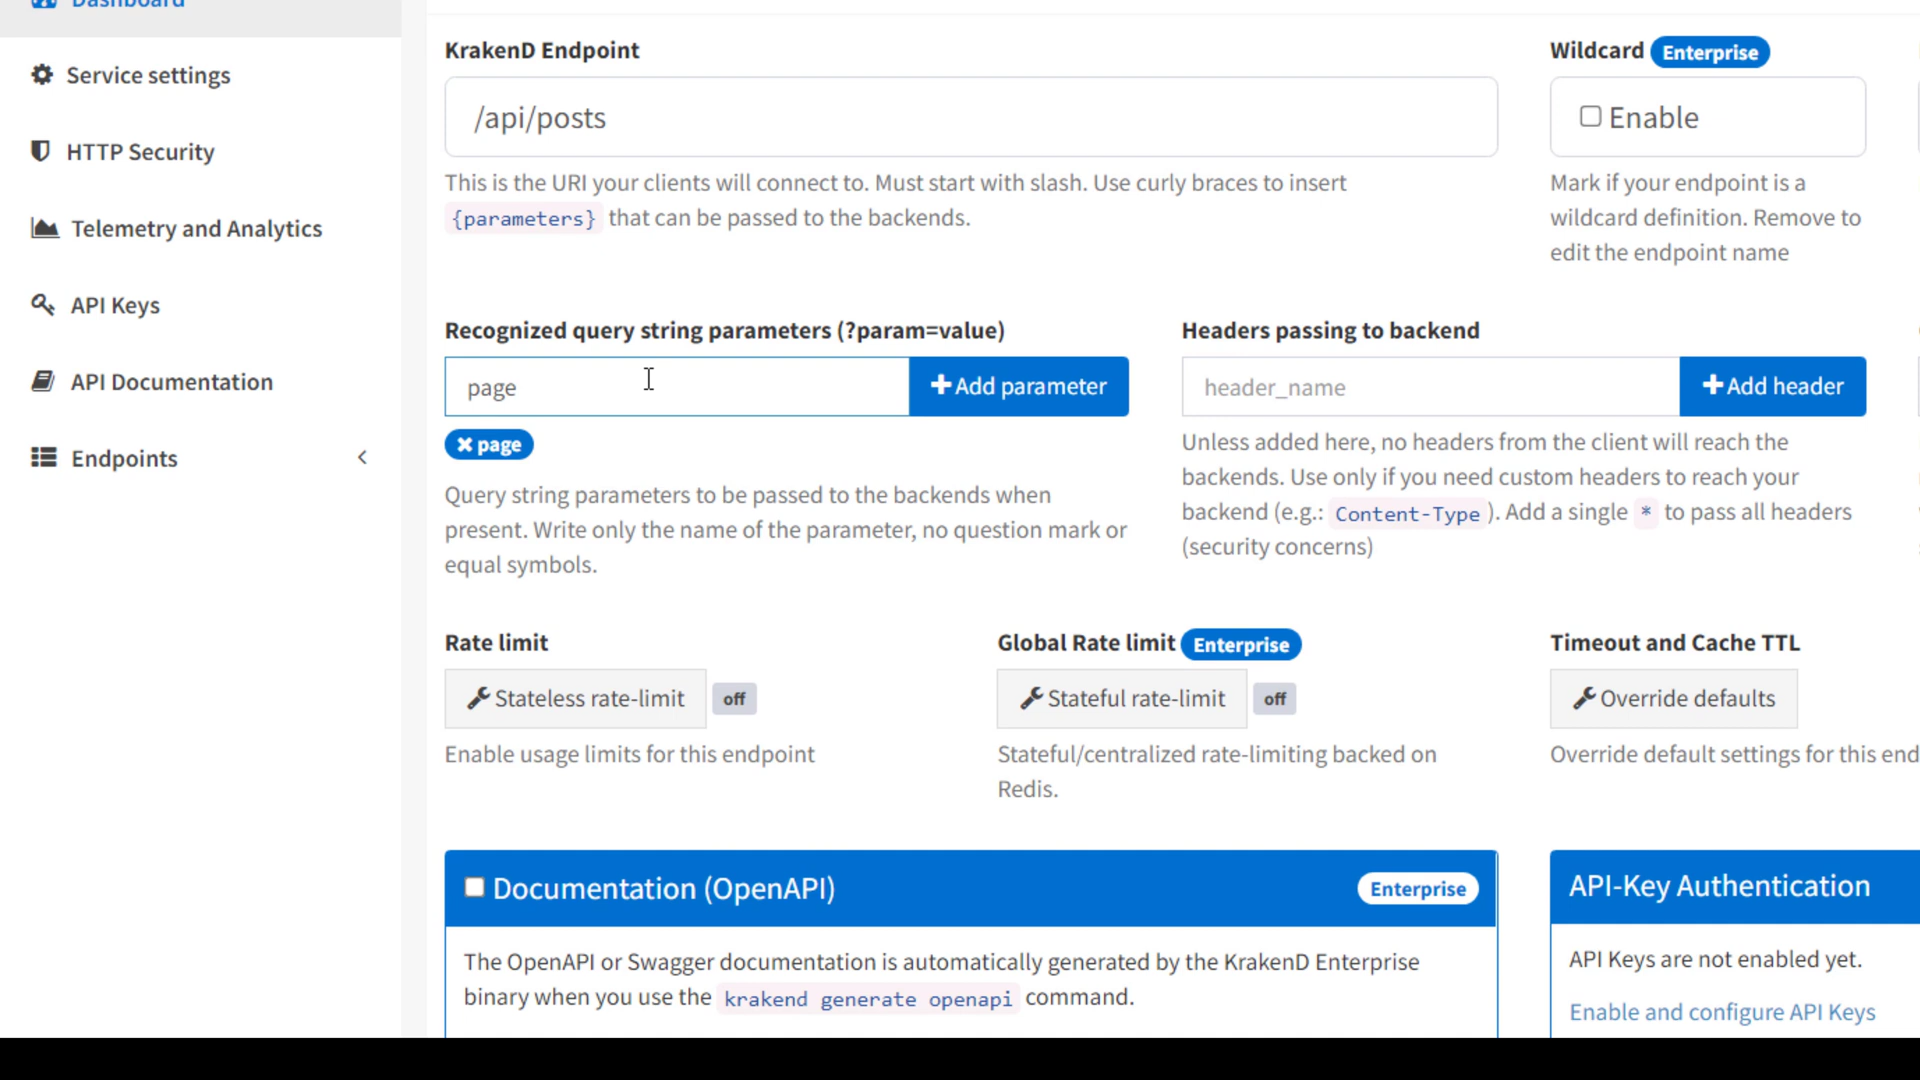 Dashboard
Service settings
HTTP Security
Telemetry and Analytics
API Keys
API Documentation
Endpoints
KrakenD Endpoint
/api/posts
This is the URI your clients will connect to. Must start with slash. Use curly braces to insert
{parameters} that can be passed to the backends.
Wildcard Enterprise
Enable
Mark if your endpoint is a
wildcard definition. Remove to
edit the endpoint name
Recognized query string parameters (?param=value)
page
Add parameter
page
Query string parameters to be passed to the backends when
present. Write only the name of the parameter, no question mark or
equal symbols.
Headers passing to backend
header_name
Add header
Unless added here, no headers from the client will reach the
backends. Use only if you need custom headers to reach your
backend (e.g.: Content-Type ). Add a single * to pass all headers
(security concerns)
Rate limit
Stateless rate-limit off
Enable usage limits for this endpoint
Global Rate limit Enterprise
Stateful rate-limit off
Stateful/centralized rate-limiting backed on
Redis.
Timeout and Cache TTL
Override defaults
Override default settings for this end
Documentation (OpenAPI) Enterprise
The OpenAPI or Swagger documentation is automatically generated by the KrakenD Enterprise
binary when you use the krakend generate openapi command.
API-Key Authentication
API Keys are not enabled yet.
Enable and configure API Keys